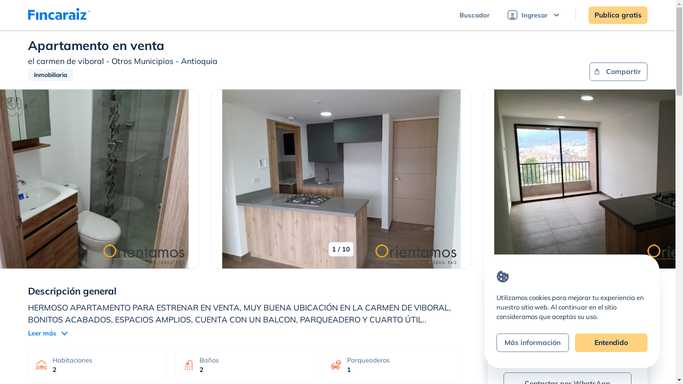 Fincaraiz
Buscador
Ingresar
Publica gratis
Apartamento en venta
el carmen de viboral - Otros Municipios - Antioquia
Inmobiliaria
Compartir
Orientamos
Orientamos
1 / 10
Orien
Descripción general
HERMOSO APARTAMENTO PARA ESTRENAR EN VENTA, MUY BUENA UBICACIÓN EN LA CARMEN DE VIBORAL,
BONITOS ACABADOS, ESPACIOS AMPLIOS, CUENTA CON UN BALCON, PARQUEADERO Y CUARTO ÚTIL..
Leer más
Habitaciones
2
Baños
2
Parqueaderos
1
Utilizamos cookies para mejorar tu experiencia en
nuestro sitio web. Al continuar en el sitio
consideramos que aceptas su uso.
Más información
Entendido
Contactar por WhatsApp